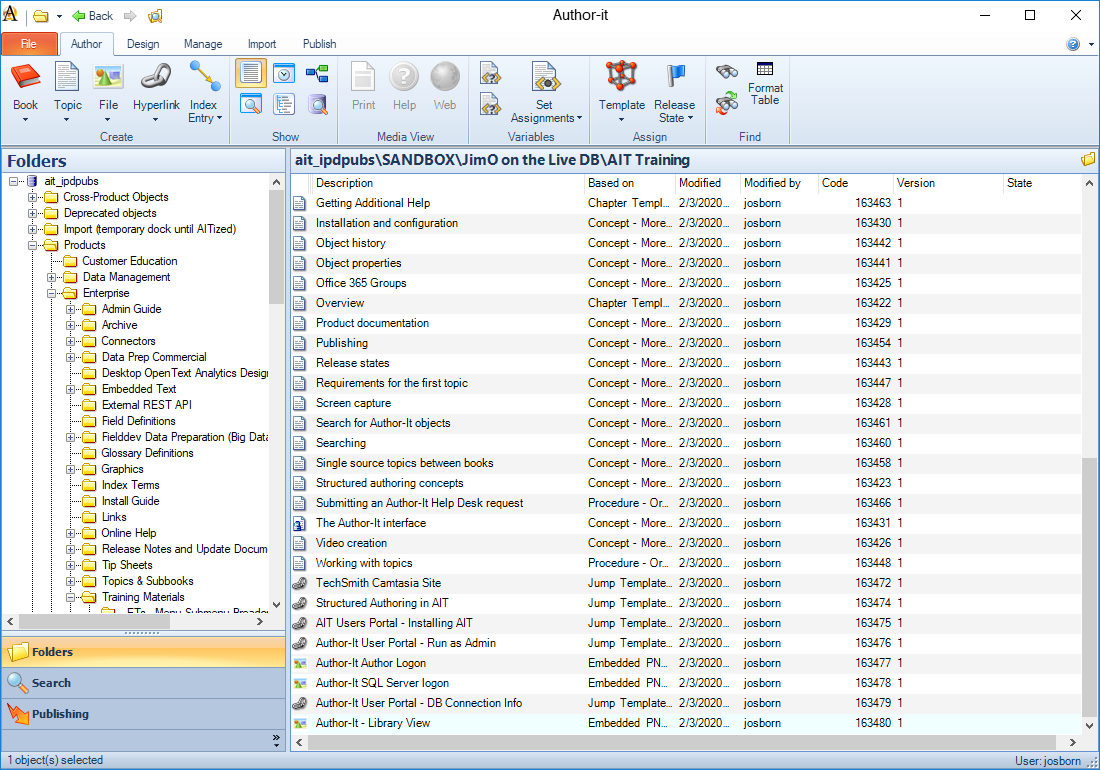 Back
Author-it
File Author Design Manage Import Publish
Book Topic File Hyperlink Index Entry
Create
Show
Print Help Web
Media View
Set Assignments
Variables
Template Release State
Assign
Format Table
Find
Folders
ait_ipdpubs
Cross-Product Objects
Deprecated objects
Import (temporary dock until AITized)
Products
Customer Education
Data Management
Enterprise
Admin Guide
Archive
Connectors
Data Prep Commercial
Desktop OpenText Analytics Desig
Embedded Text
External REST API
Field Definitions
Fielddev Data Preparation (Big Data
Glossary Definitions
Graphics
Index Terms
Install Guide
Links
Online Help
Release Notes and Update Docum
Tip Sheets
Topics & Subbooks
Training Materials
Folders
Search
Publishing
ait_ipdpubs\SANDBOX\JimO on the Live DB\AIT Training
Description Based on Modified Modified by Code Version State
Getting Additional Help Chapter Templ... 2/3/2020... josborn 163463 1
Installation and configuration Concept - More... 2/3/2020... josborn 163430 1
Object history Concept - More... 2/3/2020... josborn 163442 1
Object properties Concept - More... 2/3/2020... josborn 163441 1
Office 365 Groups Concept - More... 2/3/2020... josborn 163425 1
Overview Chapter Templ... 2/3/2020... josborn 163422 1
Product documentation Concept - More... 2/3/2020... josborn 163429 1
Publishing Concept - More... 2/3/2020... josborn 163454 1
Release states Concept - More... 2/3/2020... josborn 163443 1
Requirements for the first topic Concept - More... 2/3/2020... josborn 163447 1
Screen capture Concept - More... 2/3/2020... josborn 163428 1
Search for Author-It objects Concept - More... 2/3/2020... josborn 163461 1
Searching Concept - More... 2/3/2020... josborn 163460 1
Single source topics between books Concept - More... 2/3/2020... josborn 163458 1
Structured authoring concepts Concept - More... 2/3/2020... josborn 163423 1
Submitting an Author-It Help Desk request Procedure - Or... 2/3/2020... josborn 163466 1
The Author-It interface Concept - More... 2/3/2020... josborn 163431 1
Video creation Concept - More... 2/3/2020... josborn 163426 1
Working with topics Procedure - Or... 2/3/2020... josborn 163448 1
TechSmith Camtasia Site Jump Template... 2/3/2020... josborn 163472 1
Structured Authoring in AIT Jump Template... 2/3/2020... josborn 163474 1
AIT Users Portal - Installing AIT Jump Template... 2/3/2020... josborn 163475 1
Author-It User Portal - Run as Admin Jump Template... 2/3/2020... josborn 163476 1
Author-It Author Logon Embedded PN... 2/3/2020... josborn 163477 1
Author-It SQL Server logon Embedded PN... 2/3/2020... josborn 163478 1
Author-It User Portal - DB Connection Info Jump Template... 2/3/2020... josborn 163479 1
Author-It - Library View Embedded PN... 2/3/2020... josborn 163480 1
1 object(s) selected
User: josborn